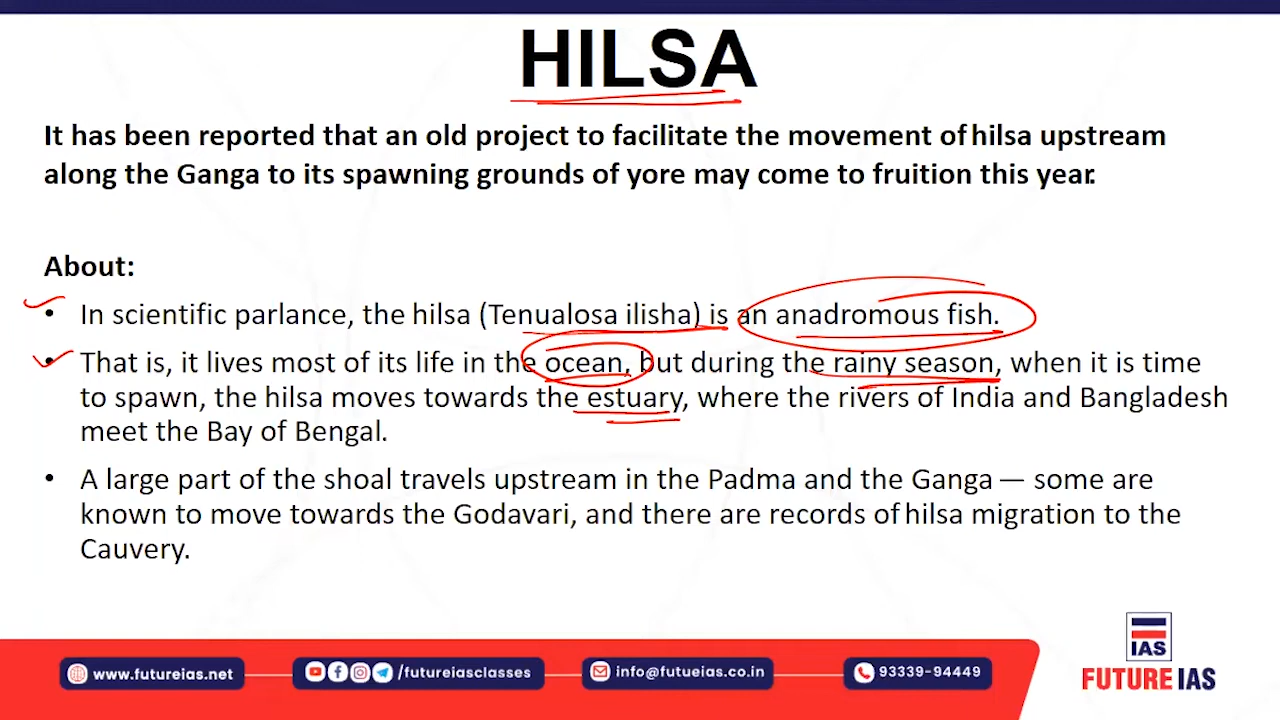 HILSA
It has been reported that an old project to facilitate the movement of hilsa upstream
along the Ganga to its spawning grounds of yore may come to fruition this year.
About:
• In scientific parlance, the hilsa (Tenualosa ilisha) is an anadromous fish.
• That is, it lives most of its life in the ocean, but during the rainy season, when it is time
to spawn, the hilsa moves towards the estuary, where the rivers of India and Bangladesh
meet the Bay of Bengal.
• A large part of the shoal travels upstream in the Padma and the Ganga — some are
known to move towards the Godavari, and there are records of hilsa migration to the
Cauvery.
www.futureias.net
/futureiasclasses
info@futueias.co.in
93339-94449
IAS
FUTURE IAS